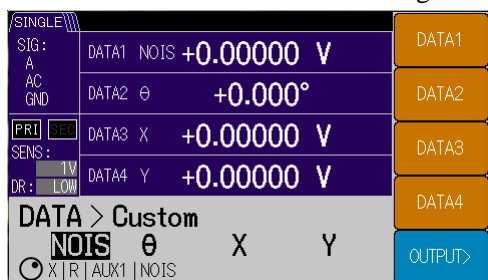 SINGLE
SIG:
A
AC
GND
PRI SEC
SENS:
1V
DR: LOW
DATA1 NOIS +0.00000 V
DATA2 θ +0.000°
DATA3 X +0.00000 V
DATA4 Y +0.00000 V
DATA > Custom
NOIS θ X Y
X|R|AUX1|NOIS
DATA1
DATA2
DATA3
DATA4
OUTPUT>